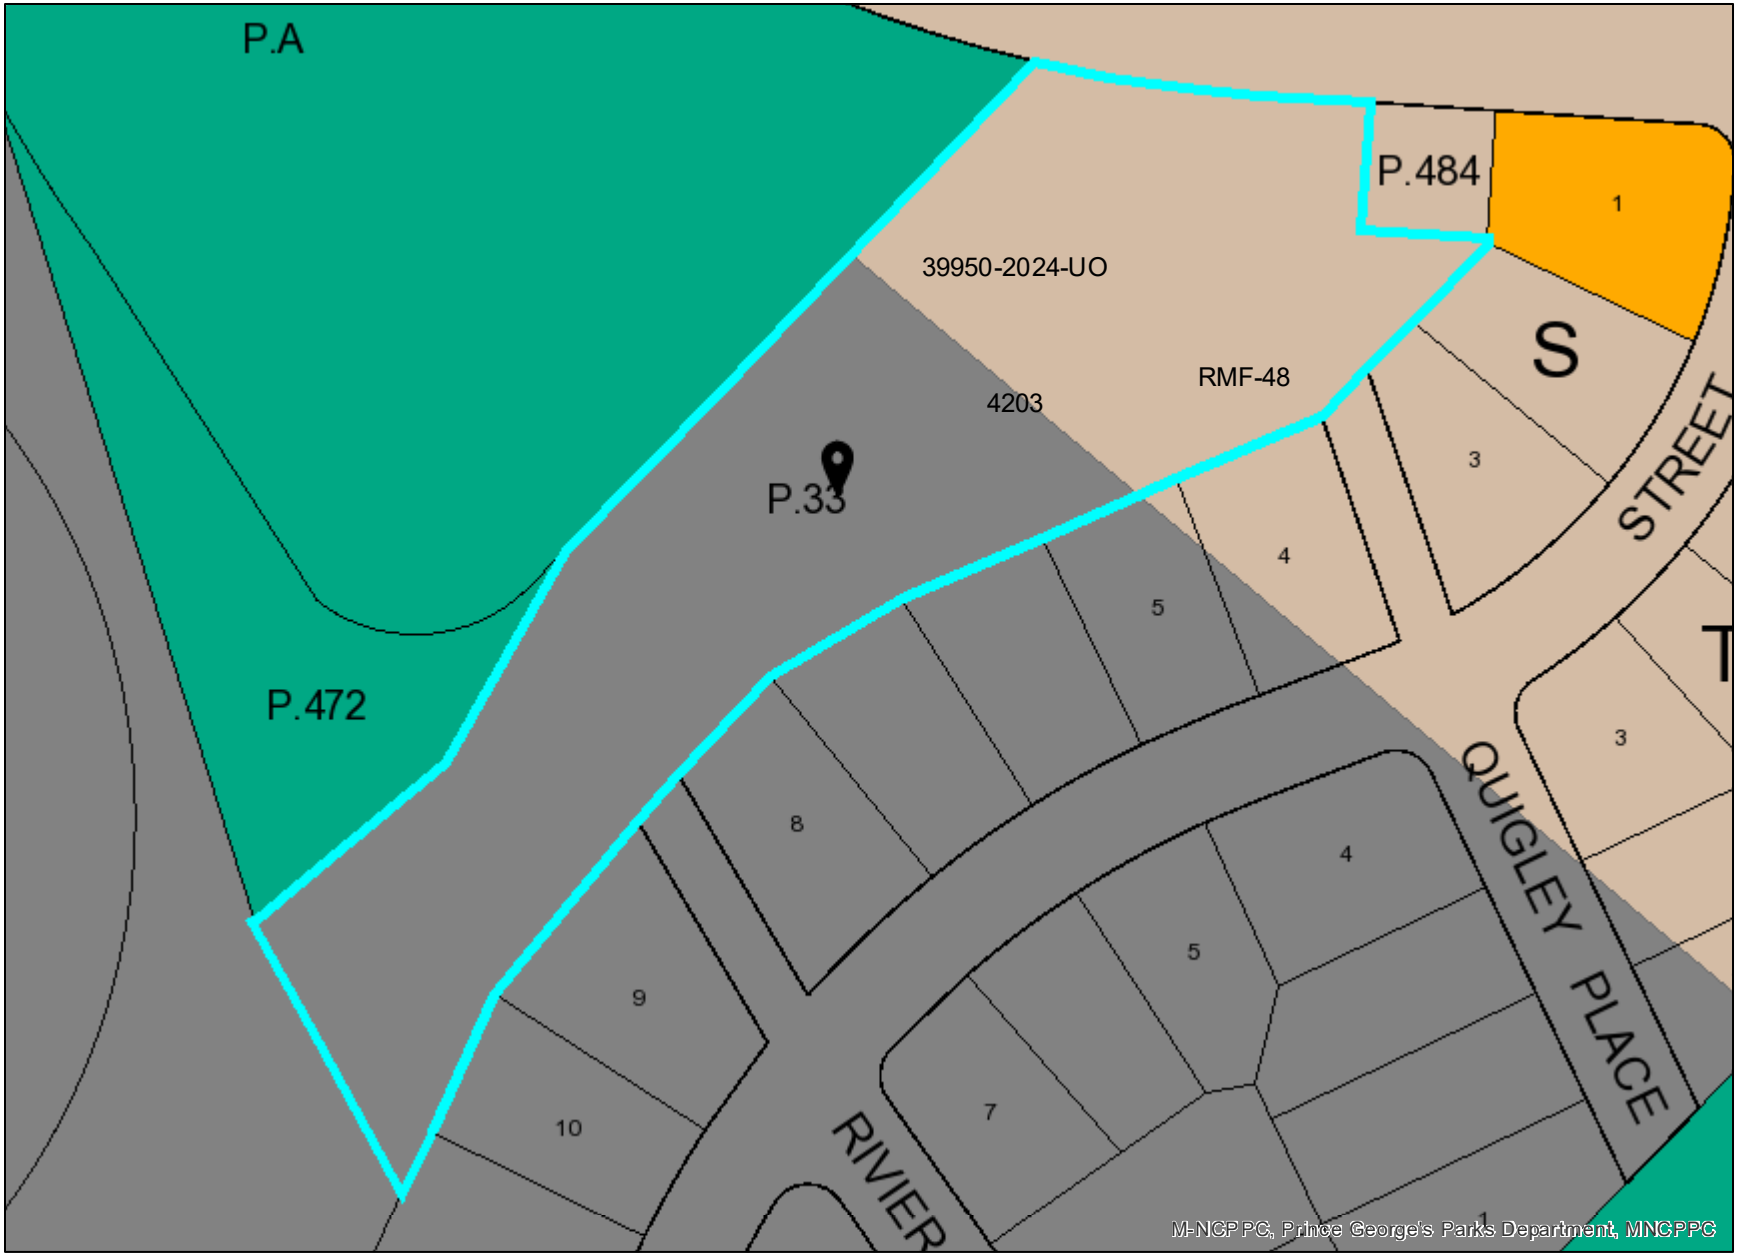 P.A
P.484
1
39950-2024-UO
S
RMF-48
4203
STREET
3
P.33
4
5
T
P.472
3
QUIGLEY PLACE
8
4
5
9
7
10
RIVIER
1
M-NCPPC, Prince George's Parks Department, MNCPPC